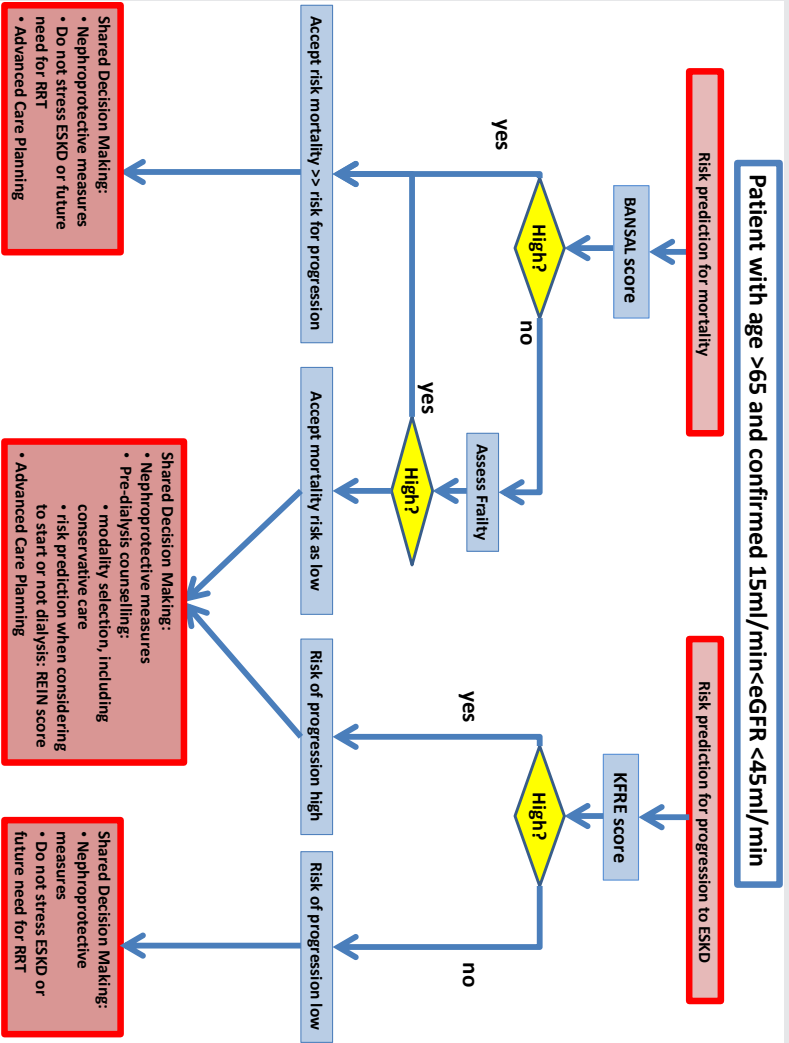 Patient with age >65 and confirmed 15ml/min<eGFR <45ml/min
Risk prediction for mortality
Risk prediction for progression to ESKD
BANSAL score
KFRE score
High?
High?
yes
no
yes
no
Assess Frailty
High?
yes
Accept risk mortality >> risk for progression
Accept mortality risk as low
Risk of progression high
Risk of progression low
Shared Decision Making:
• Nephroprotective measures
• Do not stress ESKD or future
need for RRT
• Advanced Care Planning
Shared Decision Making:
• Nephroprotective measures
• Pre-dialysis counselling:
• modality selection, including
conservative care
• risk prediction when considering
to start or not dialysis: REIN score
• Advanced Care Planning
Shared Decision Making:
• Nephroprotective
measures
• Do not stress ESKD or
future need for RRT